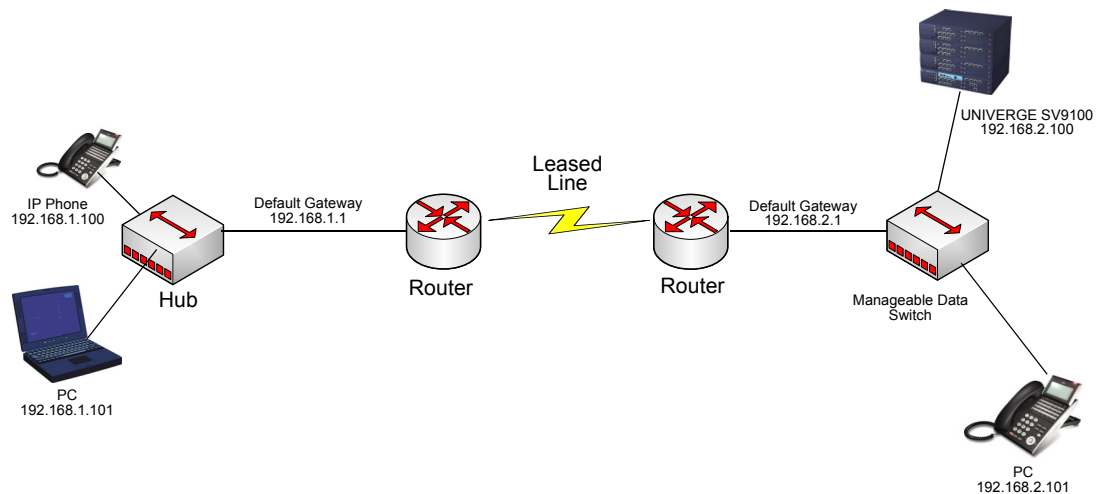 UNIVERGE SV9100
192.168.2.100
Leased
Line
IP Phone
192.168.1.100
Default Gateway
192.168.1.1
Default Gateway
192.168.2.1
Hub
Router
Router
Manageable Data
Switch
PC
192.168.1.101
PC
192.168.2.101